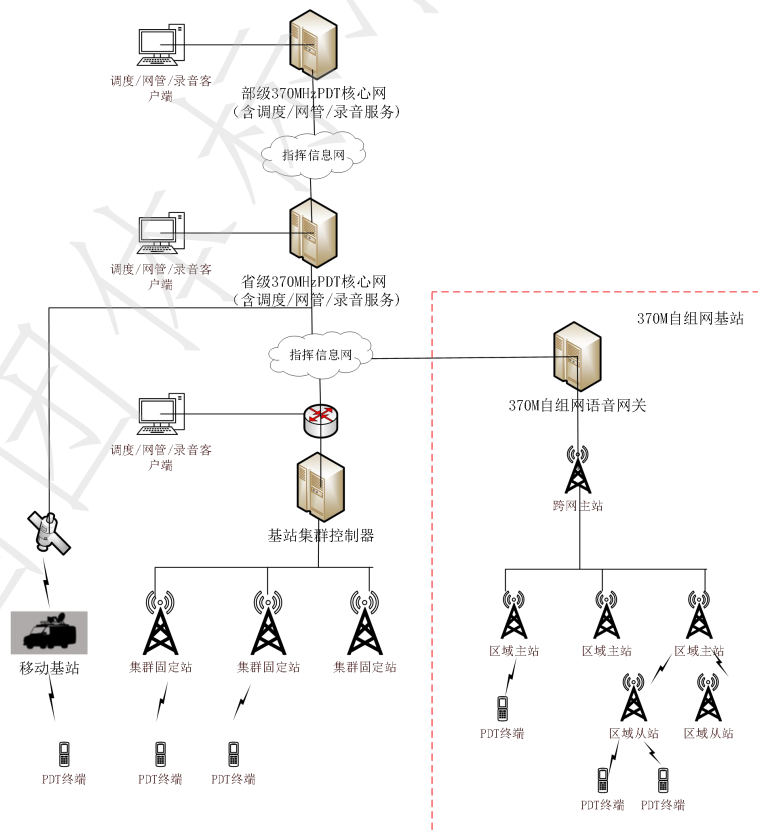 调度/网管/录音客
户端
部级370MHzPDT核心网
(含调度/网管/录音服务)
指挥信息网
调度/网管/录音客
户端
省级370MHzPDT核心网
(含调度/网管/录音服务)
370M自组网基站
指挥信息网
370M自组网语音网关
调度/网管/录音客
户端
跨网主站
基站集群控制器
移动基站
集群固定站
集群固定站
集群固定站
区域主站
区域主站
区域主站
PDT终端
区域从站
区域从站
PDT终端
PDT终端
PDT终端
PDT终端
PDT终端